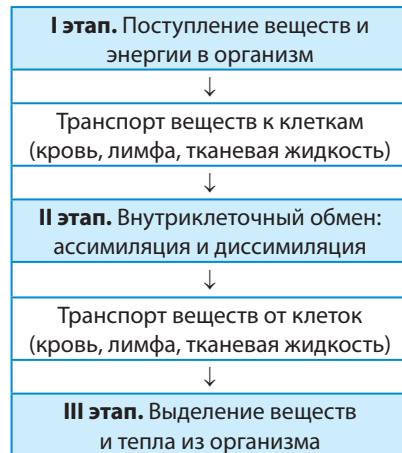 I этап. Поступление веществ и
энергии в организм
↓
Транспорт веществ к клеткам
(кровь, лимфа, тканевая жидкость)
↓
II этап. Внутриклеточный обмен:
ассимиляция и диссимиляция
↓
Транспорт веществ от клеток
(кровь, лимфа, тканевая жидкость)
↓
III этап. Выделение веществ
и тепла из организма